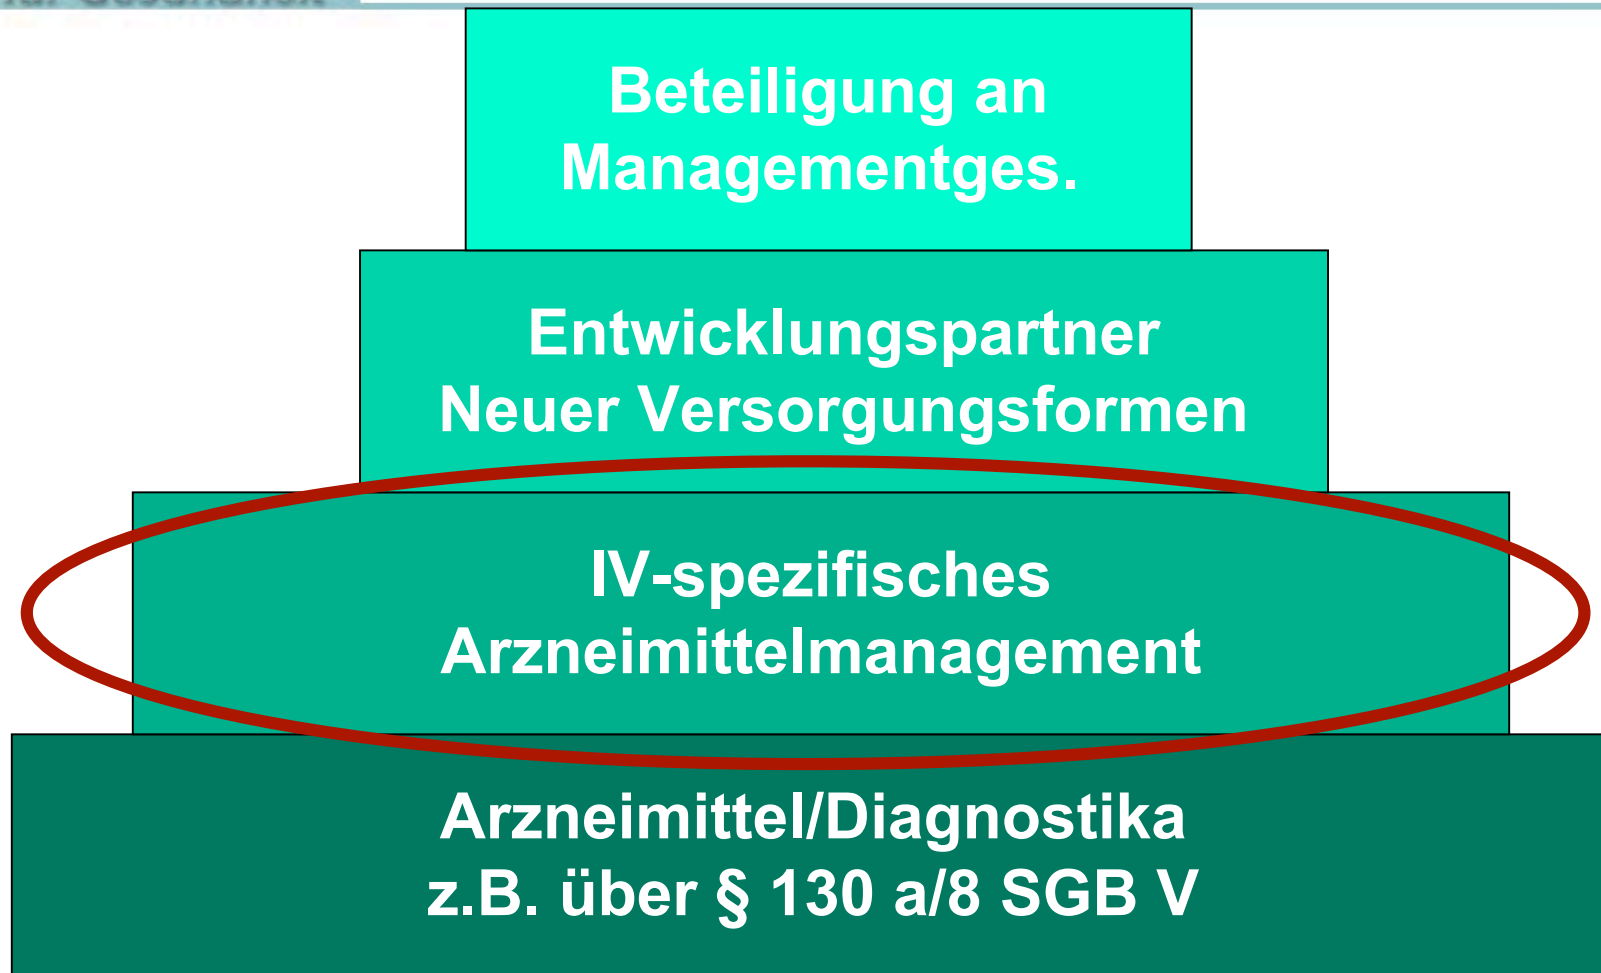 Beteiligung an
Managementges.
Entwicklungspartner
Neuer Versorgungsformen
IV-spezifisches
Arzneimittelmanagement
Arzneimittel/Diagnostika
z.B. über § 130 a/8 SGB V